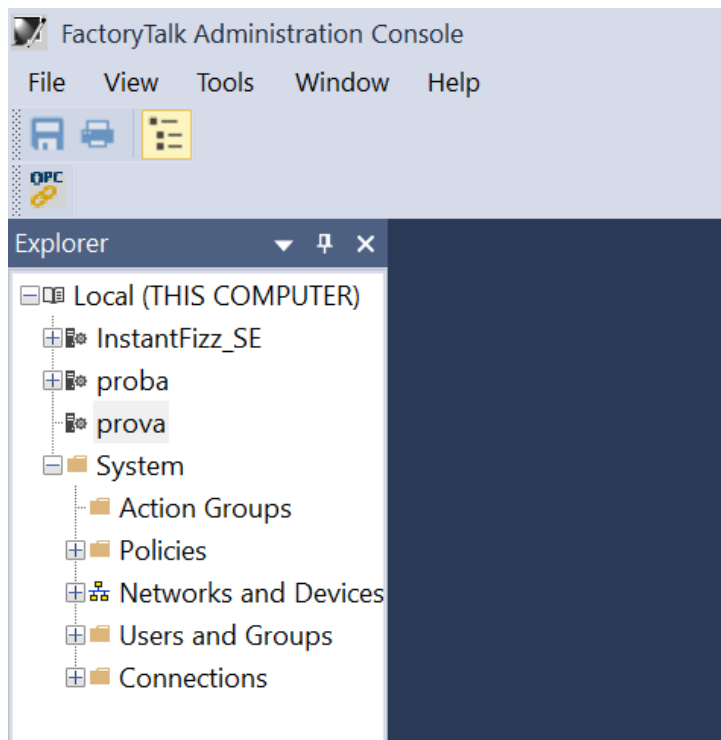 FactoryTalk Administration Console
File View Tools Window Help
OPC
Explorer
Local (THIS COMPUTER)
InstantFizz_SE
proba
prova
System
Action Groups
Policies
Networks and Devices
Users and Groups
Connections